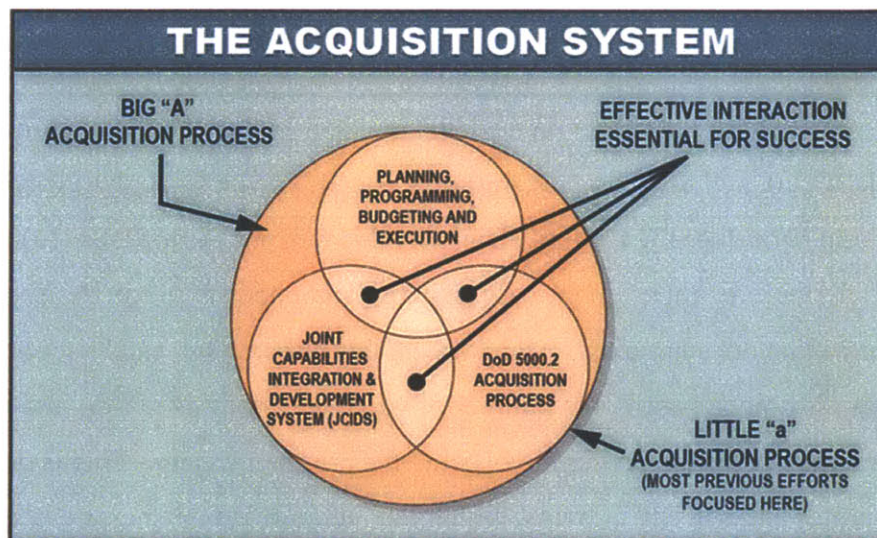 THE ACQUISITION SYSTEM
BIG “A”
ACQUISITION PROCESS
EFFECTIVE INTERACTION
ESSENTIAL FOR SUCCESS
PLANNING,
PROGRAMMING,
BUDGETING AND
EXECUTION
JOINT
CAPABILITIES
INTEGRATION &
DEVELOPMENT
SYSTEM (JCIDS)
DoD 5000.2
ACQUISITION
PROCESS
LITTLE “a”
ACQUISITION PROCESS
(MOST PREVIOUS EFFORTS
FOCUSED HERE)